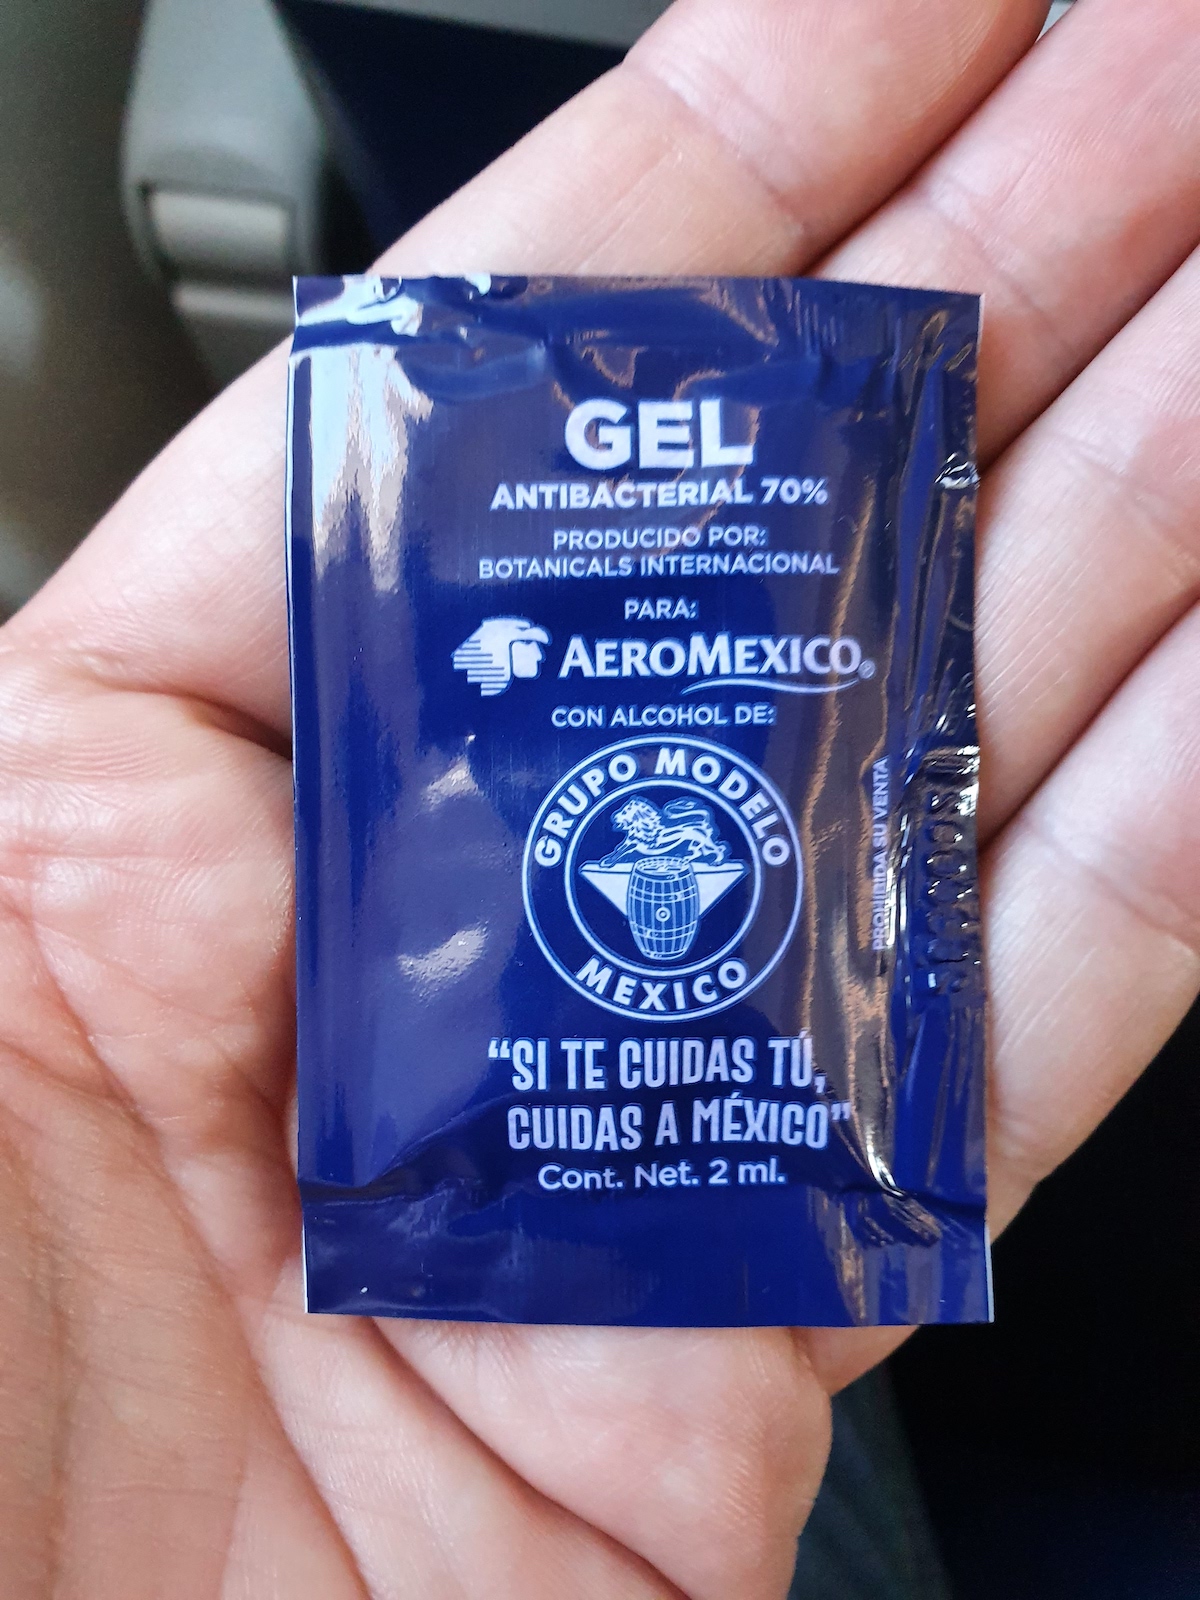 GEL
ANTIBACTERIAL 70%
PRODUCIDO POR:
BOTANICALS INTERNACIONAL
PARA:
AEROMEXICO®
CON ALCOHOL DE:
GRUPO MODELO
MEXICO
PROHIBIDA SU VENTA
“SI TE CUIDAS TÚ,
CUIDAS A MÉXICO”
Cont. Net. 2 ml.